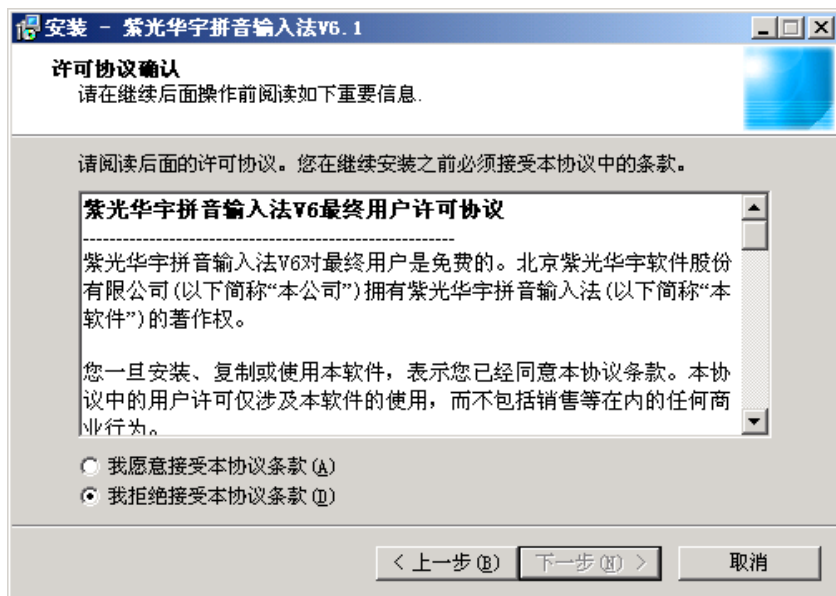 安装 - 紫光华宇拼音输入法V6.1
许可协议确认
请在继续后面操作前阅读如下重要信息.
请阅读后面的许可协议。您在继续安装之前必须接受本协议中的条款。
紫光华宇拼音输入法V6最终用户许可协议
--------------------------------------------------------
紫光华宇拼音输入法V6对最终用户是免费的。北京紫光华宇软件股份
有限公司(以下简称“本公司”)拥有紫光华宇拼音输入法(以下简称“本
软件”)的著作权。
您一旦安装、复制或使用本软件，表示您已经同意本协议条款。本协
议中的用户许可仅涉及本软件的使用，而不包括销售等在内的任何商
业行为。
我愿意接受本协议条款(A)
我拒绝接受本协议条款(D)
< 上一步(B) 下一步(N) > 取消